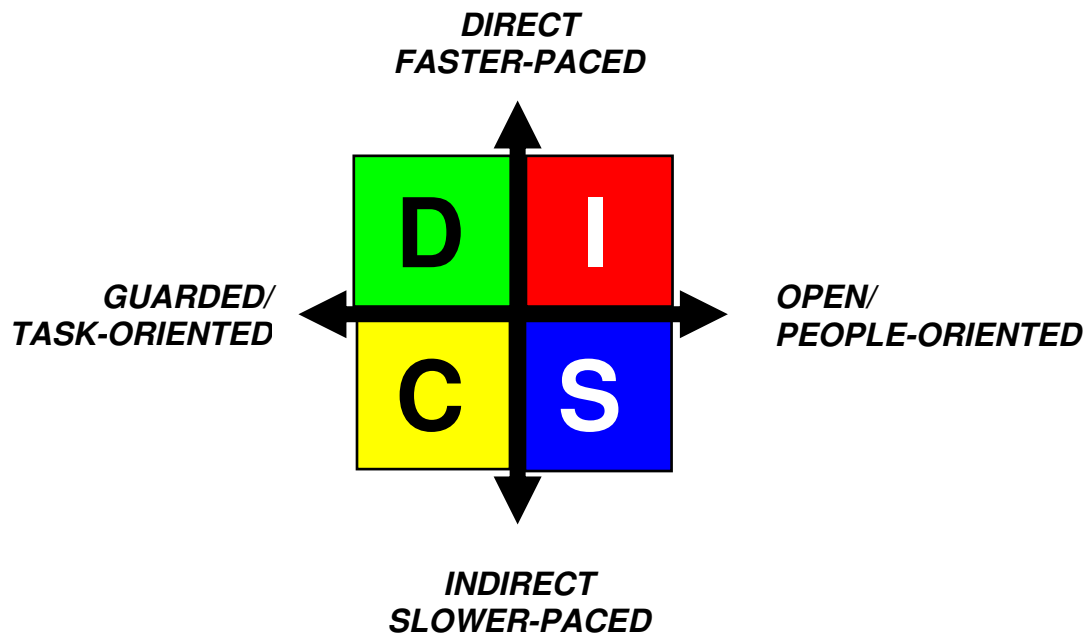 DIRECT
FASTER-PACED
D I
GUARDED/
TASK-ORIENTED
OPEN/
PEOPLE-ORIENTED
C S
INDIRECT
SLOWER-PACED